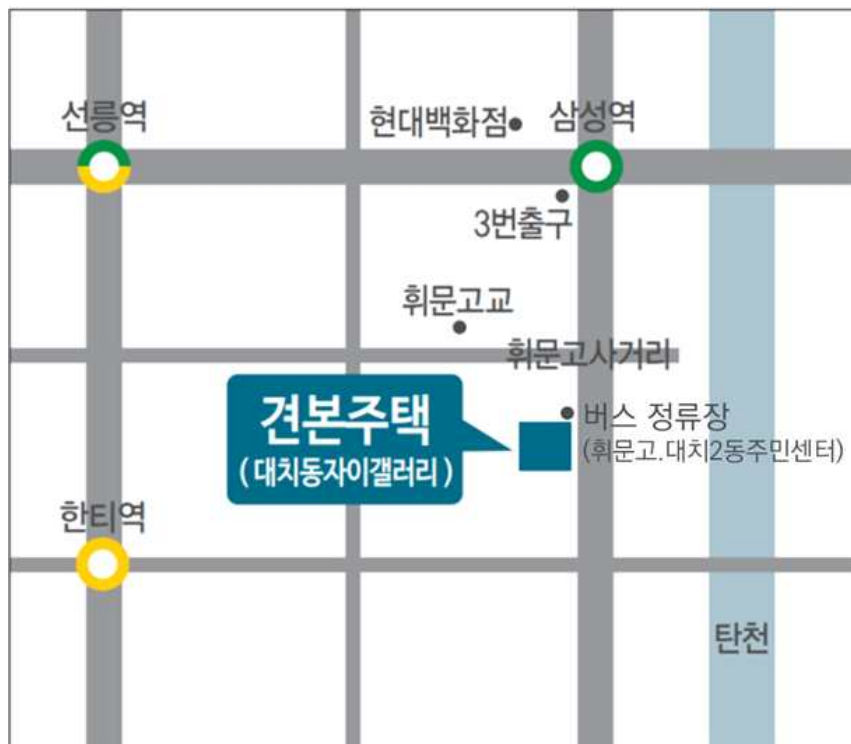 선릉역
현대백화점
삼성역
3번출구
휘문고교
휘문고사거리
견본주택
(대치동자이갤러리)
버스 정류장
(휘문고.대치2동주민센터)
한티역
탄천